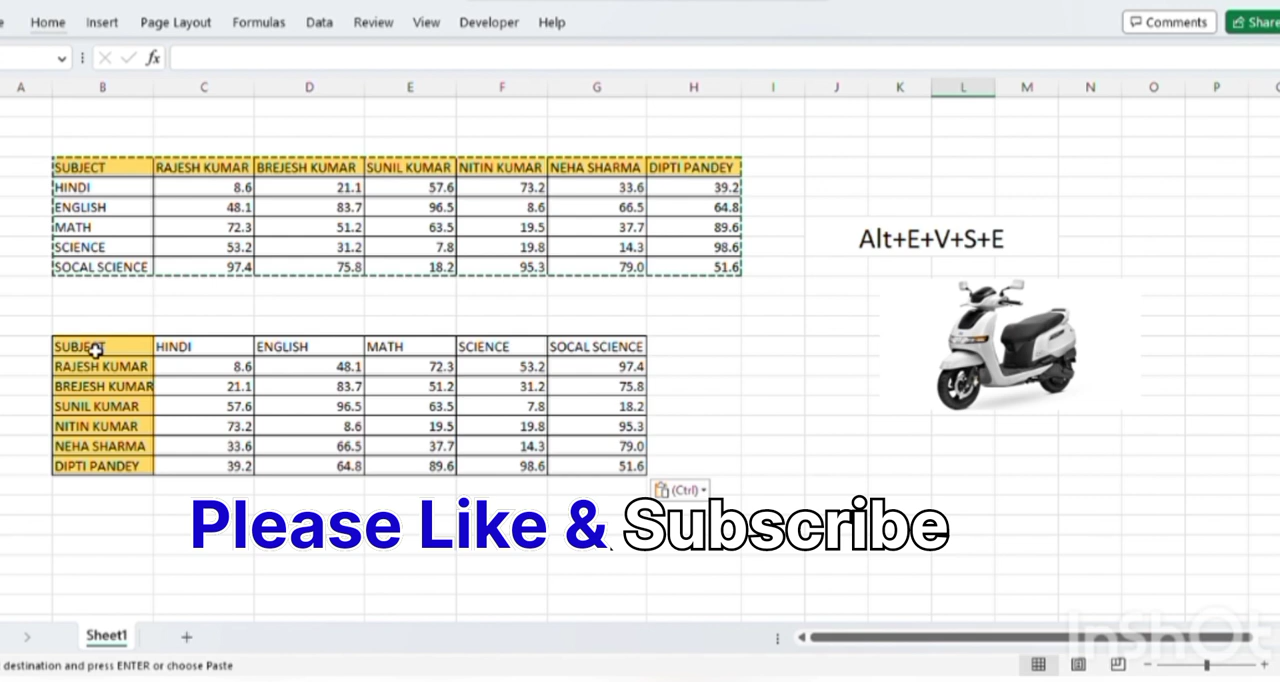 Home Insert Page Layout Formulas Data Review View Developer Help Comments Share
fx
A B C D E F G H I J K L M N O P
SUBJECT RAJESH KUMAR BREJESH KUMAR SUNIL KUMAR NITIN KUMAR NEHA SHARMA DIPTI PANDEY
HINDI 8.6 21.1 57.6 73.2 33.6 39.2
ENGLISH 48.1 83.7 96.5 8.6 66.5 64.8
MATH 72.3 51.2 63.5 19.5 37.7 89.6
SCIENCE 53.2 31.2 7.8 19.8 14.3 98.6
SOCAL SCIENCE 97.4 75.8 18.2 95.3 79.0 51.6
Alt+E+V+S+E
SUBJECT HINDI ENGLISH MATH SCIENCE SOCAL SCIENCE
RAJESH KUMAR 8.6 48.1 72.3 53.2 97.4
BREJESH KUMAR 21.1 83.7 51.2 31.2 75.8
SUNIL KUMAR 57.6 96.5 63.5 7.8 18.2
NITIN KUMAR 73.2 8.6 19.5 19.8 95.3
NEHA SHARMA 33.6 66.5 37.7 14.3 79.0
DIPTI PANDEY 39.2 64.8 89.6 98.6 51.6
(Ctrl)
Please Like & Subscribe
Sheet1
InShOt
destination and press ENTER or choose Paste